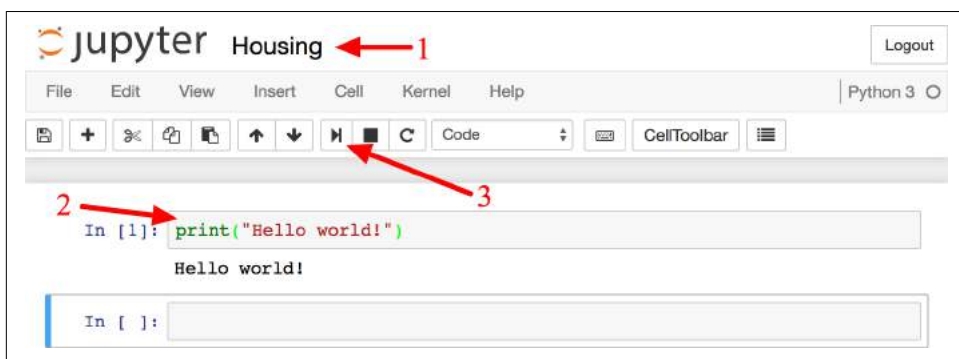 jupyter Housing 1 Logout
File Edit View Insert Cell Kernel Help Python 3
Code CellToolbar
3
2
In [1]: print("Hello world!")
Hello world!
In [ ]: